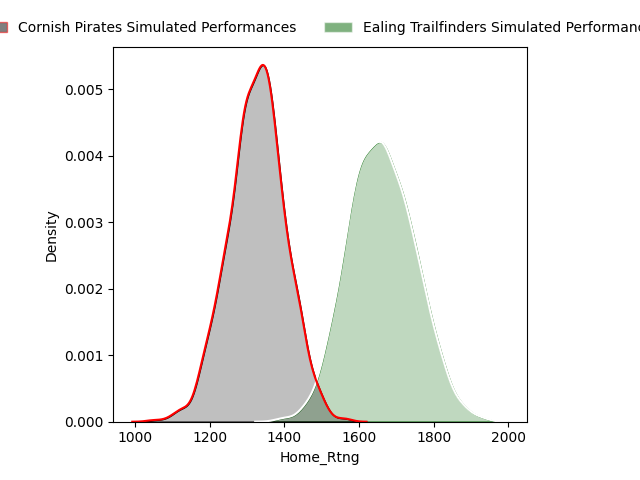 Cornish Pirates Simulated Performances
Ealing Trailfinders Simulated
Density
0.005
0.004
0.003
0.002
0.001
0.000
1000 1200 1400 1600 1800 2000
Home_Rtng